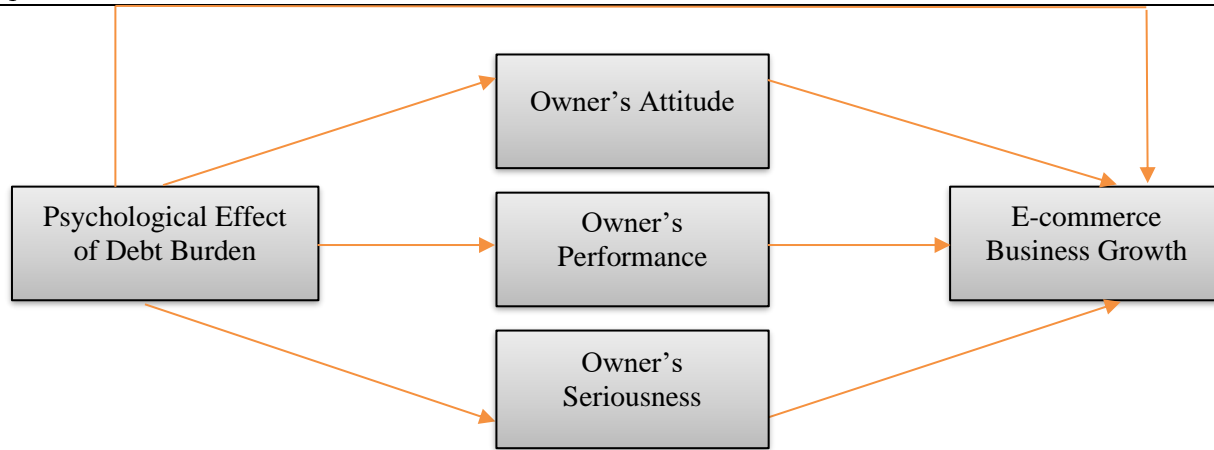 Owner’s Attitude
Psychological Effect
of Debt Burden
Owner’s
Performance
E-commerce
Business Growth
Owner’s
Seriousness